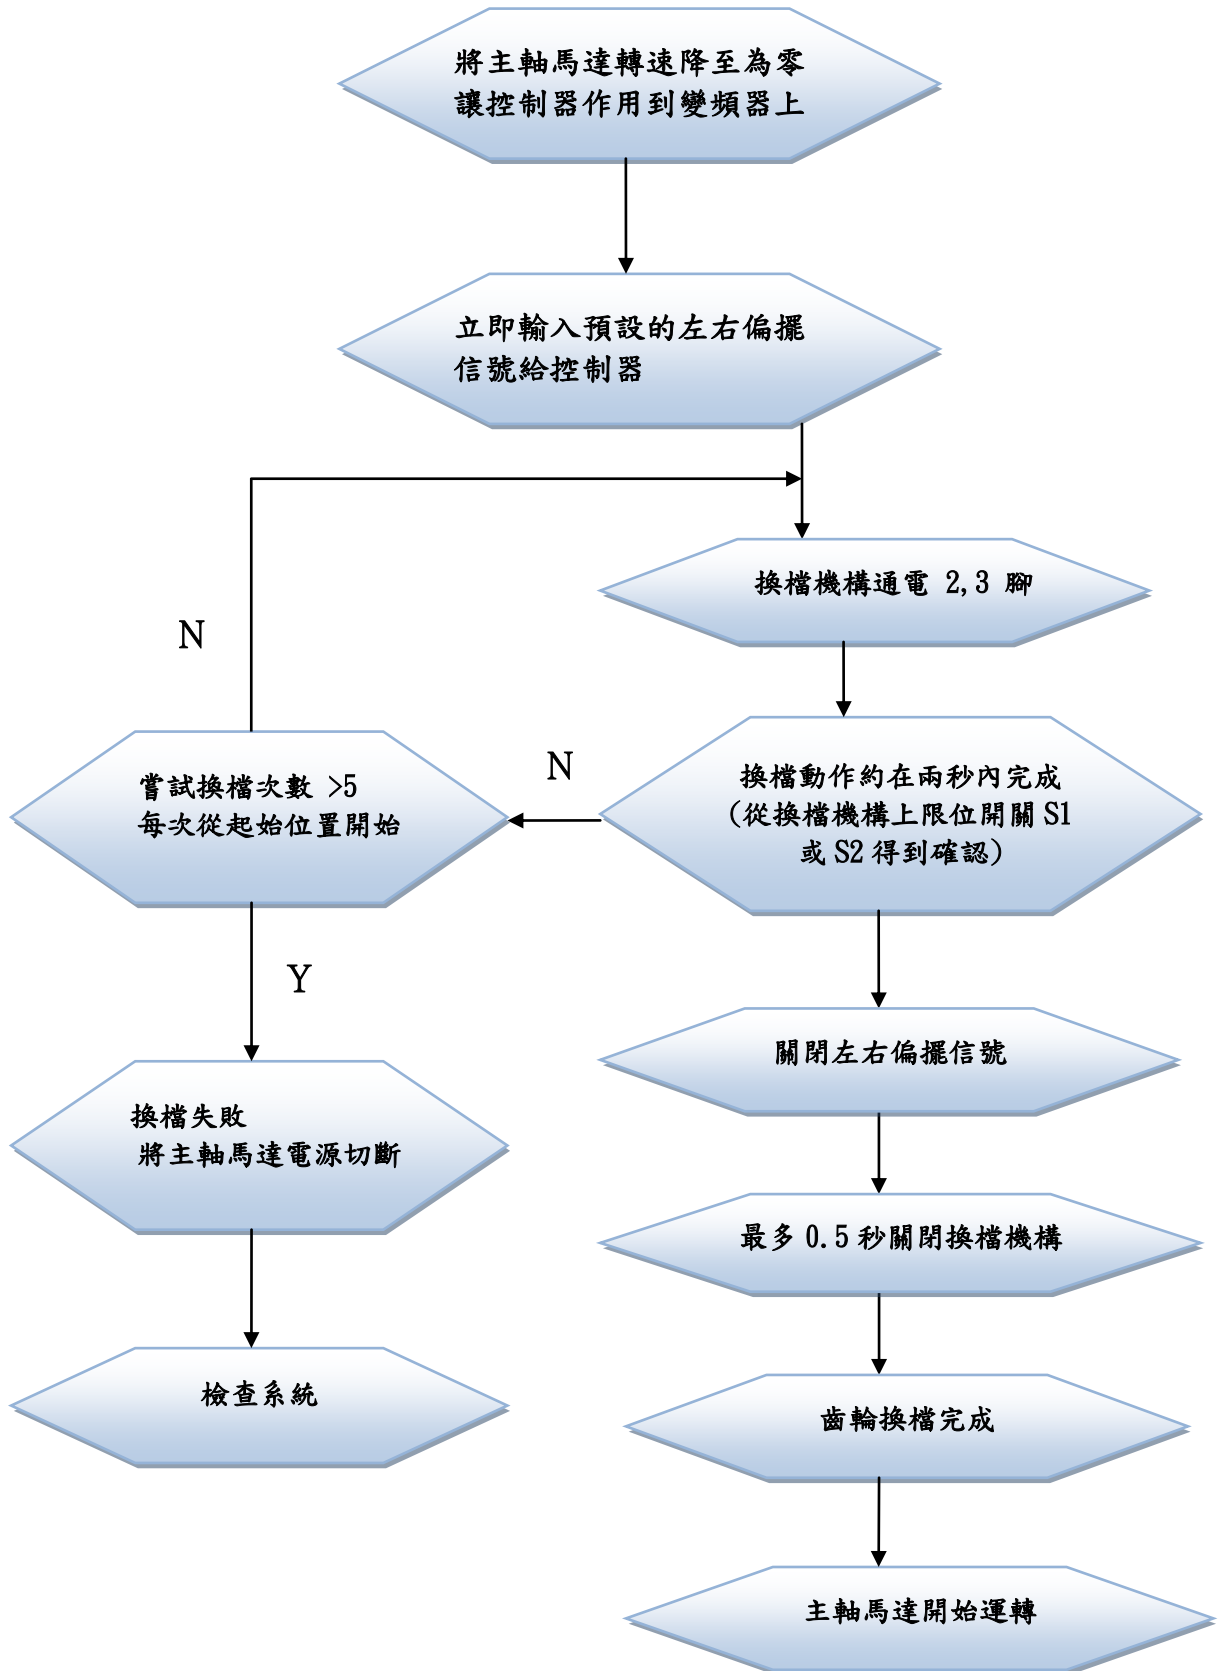 將主軸馬達轉速降至為零
讓控制器作用到變頻器上
立即輸入預設的左右偏擺
信號給控制器
換檔機構通電 2,3 腳
N
換檔動作約在兩秒內完成
(從換檔機構上限位開關 S1
或 S2 得到確認)
N
嘗試換檔次數 >5
每次從起始位置開始
Y
關閉左右偏擺信號
換檔失敗
將主軸馬達電源切斷
最多 0.5 秒關閉換檔機構
檢查系統
齒輪換檔完成
主軸馬達開始運轉